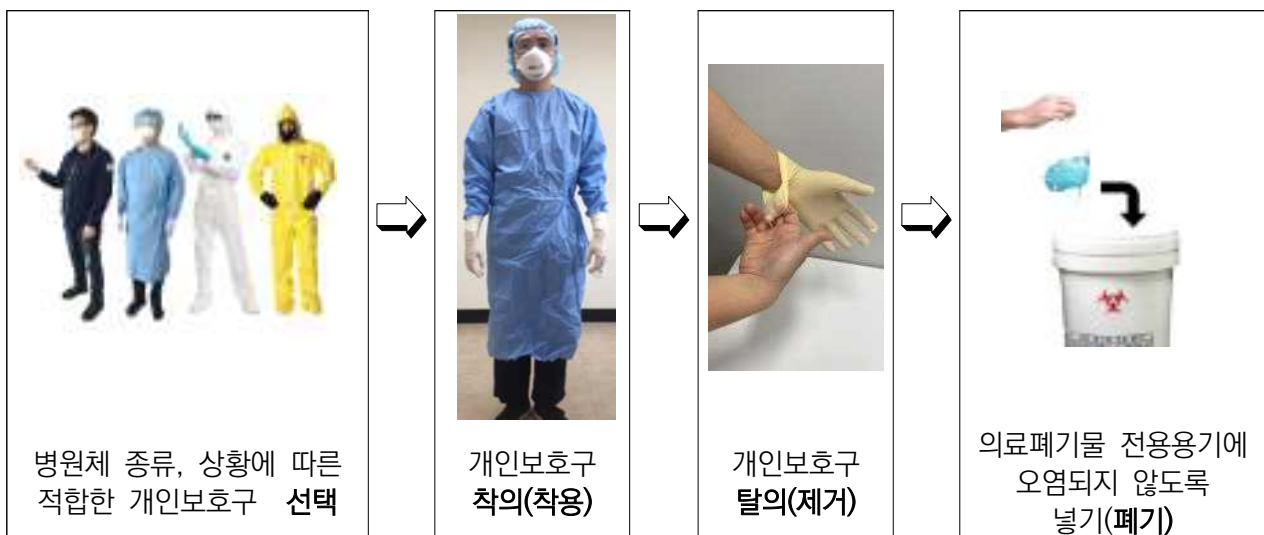 병원체 종류, 상황에 따른
적합한 개인보호구 선택
개인보호구
착의(착용)
개인보호구
탈의(제거)
의료폐기물 전용용기에
오염되지 않도록
넣기(폐기)